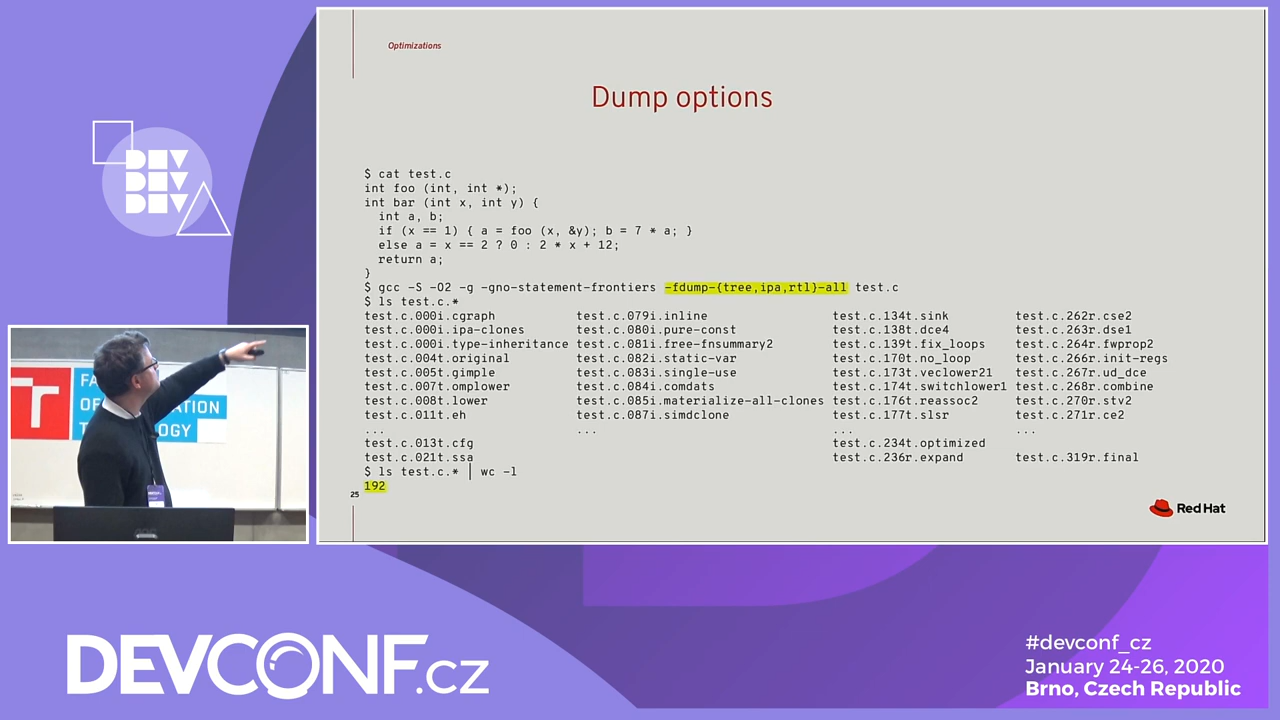 Optimizations
Dump options
$ cat test.c
int foo (int, int *);
int bar (int x, int y) {
int a, b;
if (x == 1) { a = foo (x, &y); b = 7 * a; }
else a = x == 2 ? 0 : 2 * x + 12;
return a;
}
$ gcc -S -O2 -g -gno-statement-frontiers -fdump-{tree,ipa,rtl}-all test.c
$ ls test.c.*
test.c.000i.cgraph test.c.079i.inline test.c.134t.sink test.c.262r.cse2
test.c.000i.ipa-clones test.c.080i.pure-const test.c.138t.dce4 test.c.263r.dse1
test.c.000i.type-inheritance test.c.081i.free-fnsummary2 test.c.139t.fix_loops test.c.264r.fwprop2
test.c.004t.original test.c.082i.static-var test.c.170t.no_loop test.c.266r.init-regs
test.c.005t.gimple test.c.083i.single-use test.c.173t.veclower21 test.c.267r.ud_dce
test.c.007t.omplower test.c.084i.comdats test.c.174t.switchlower1 test.c.268r.combine
test.c.008t.lower test.c.085i.materialize-all-clones test.c.176t.reassoc2 test.c.270r.stv2
test.c.011t.eh test.c.087i.simdclone test.c.177t.slsr test.c.271r.ce2
... ... ... ...
test.c.013t.cfg test.c.234t.optimized
test.c.021t.ssa test.c.236r.expand test.c.319r.final
$ ls test.c.* | wc -l
192
25
Red Hat
DEV
DEV
DEV
DEVCONF.cz
#devconf_cz
January 24-26, 2020
Brno, Czech Republic